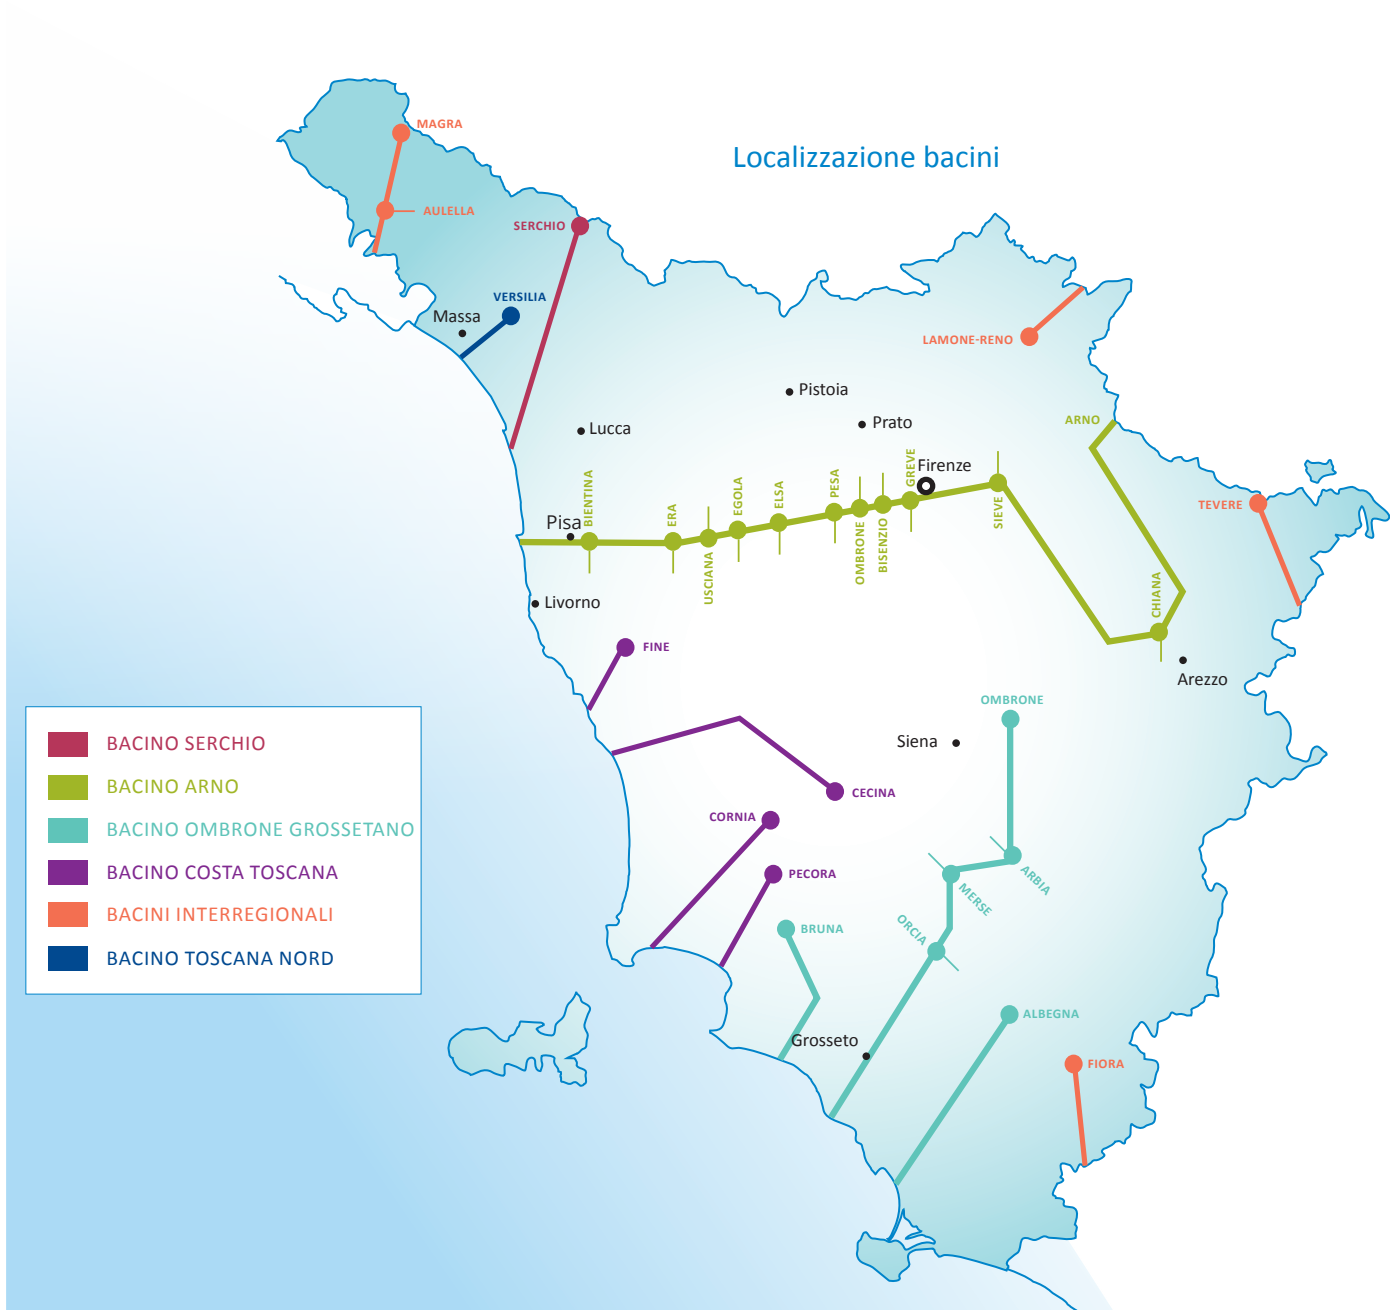 MAGRA
Localizzazione bacini
AULELLA
SERCHIO
VERSILIA
Massa
LAMONE-RENO
Pistoia
ARNO
Prato
Lucca
Firenze
GREVE
BIENTINA
PESA
ELSA
EGOLA
ERA
TEVERE
SIEVE
Pisa
USCIANA
OMBRONE
BISENZIO
CHIANA
Livorno
FINE
Arezzo
OMBRONE
Siena
BACINO SERCHIO
BACINO ARNO
BACINO OMBRONE GROSSETANO
BACINO COSTA TOSCANA
BACINI INTERREGIONALI
BACINO TOSCANA NORD
CECINA
CORNIA
PECORA
ARBIA
MERSE
BRUNA
ORCIA
ALBEGNA
Grosseto
FIORA